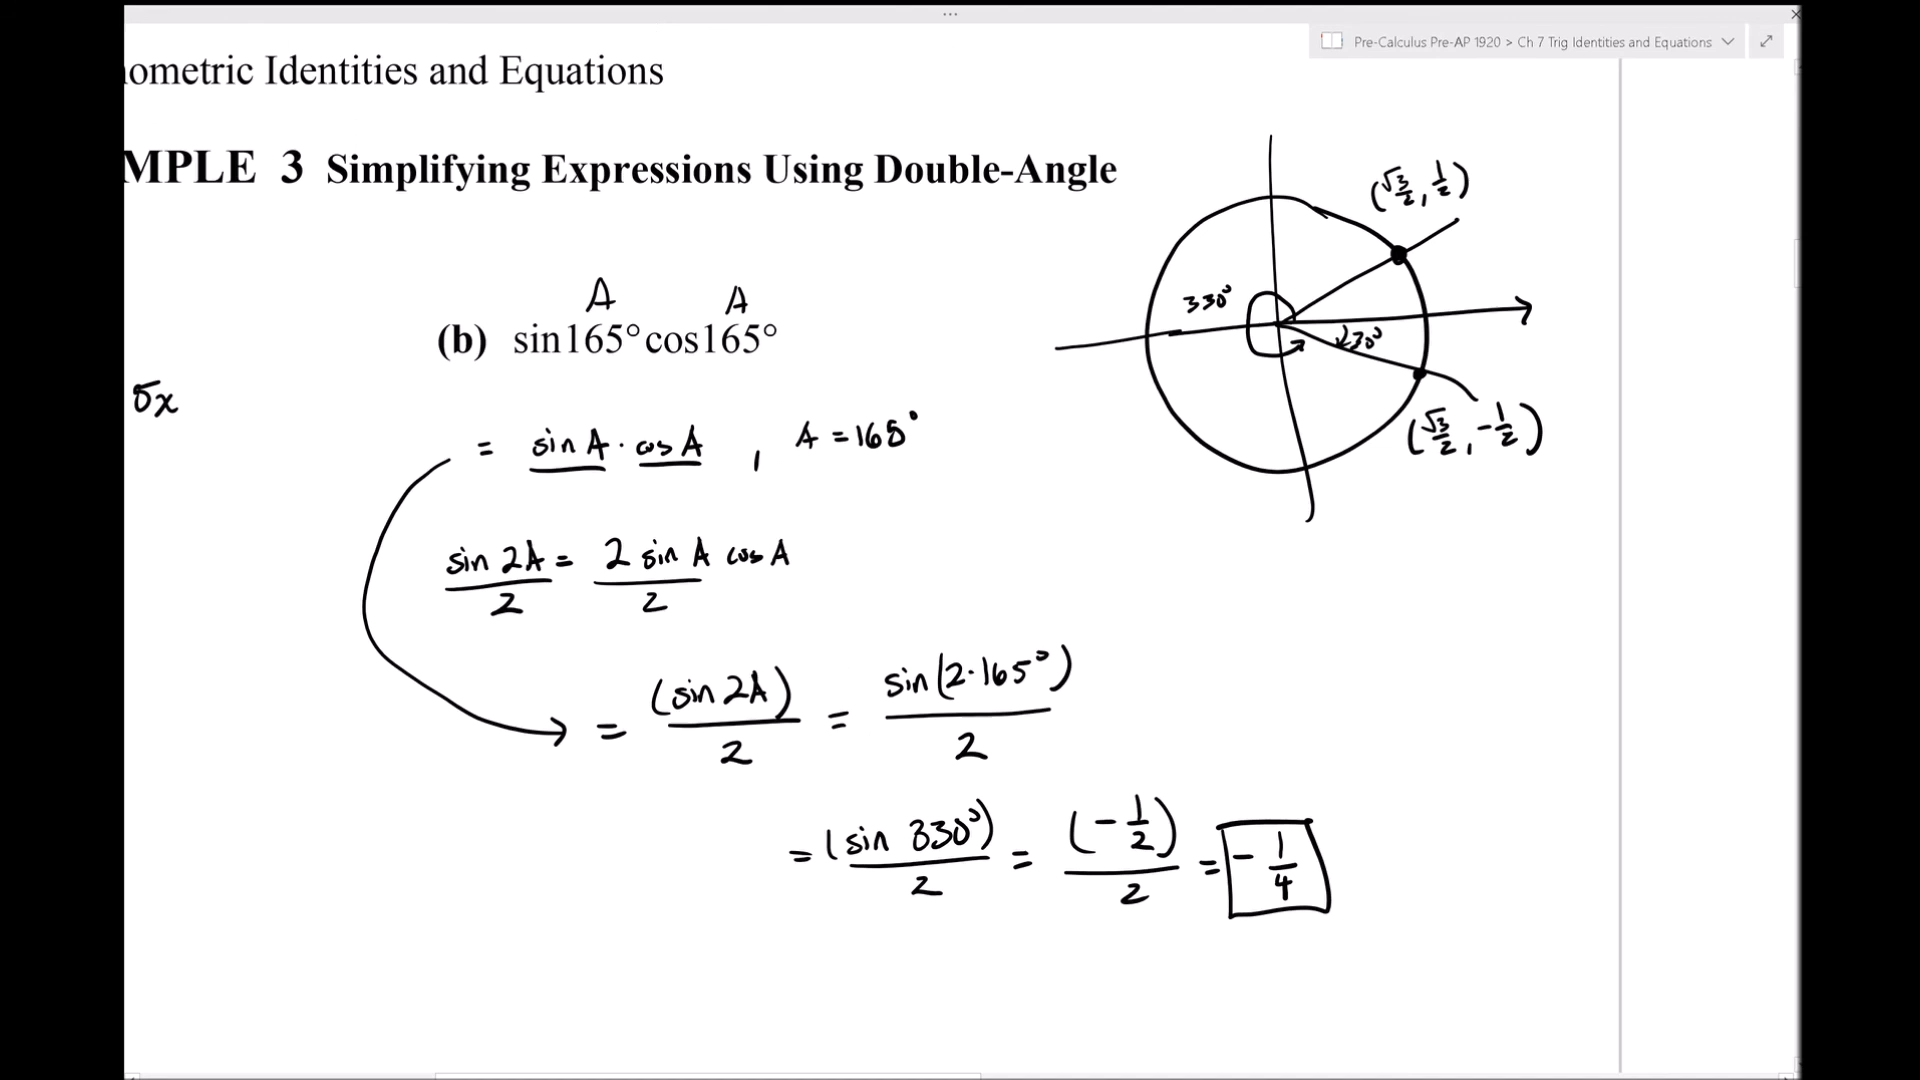 Pre-Calculus Pre-AP 1920 > Ch 7 Trig Identities and Equations
ometric Identities and Equations
MPLE 3 Simplifying Expressions Using Double-Angle
(√3/2, 1/2)
A A
330°
(b) sin165°cos165°
30°
5x
(√3/2, -1/2)
= sin A · cos A , A = 165°
sin 2A/2 = 2 sin A cos A/2
= (sin 2A)/2 = sin(2·165°)/2
= (sin 330°)/2 = (-1/2)/2 = -1/4